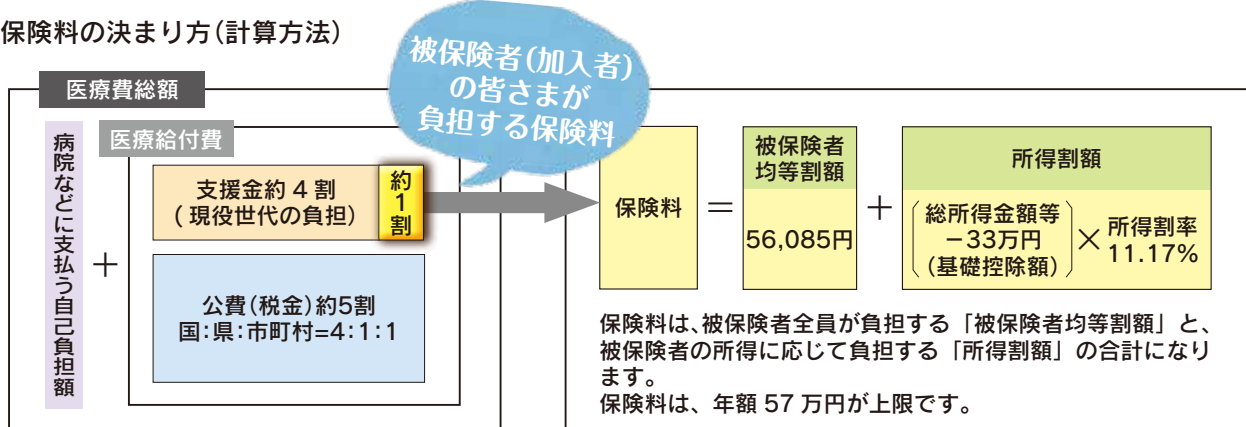 保険料の決まり方(計算方法)
医療費総額
被保険者(加入者)
の皆さまが
負担する保険料
病院などに支払う自己負担額
+
医療給付費
支援金約 4 割
( 現役世代の負担)
約1割
公費(税金)約5割
国:県:市町村=4:1:1
保険料
=
被保険者
均等割額
56,085円
+
所得割額
総所得金額等
-33万円
(基礎控除額)
×
所得割率
11.17%
保険料は、被保険者全員が負担する「被保険者均等割額」と、
被保険者の所得に応じて負担する「所得割額」の合計になり
ます。
保険料は、年額 57 万円が上限です。